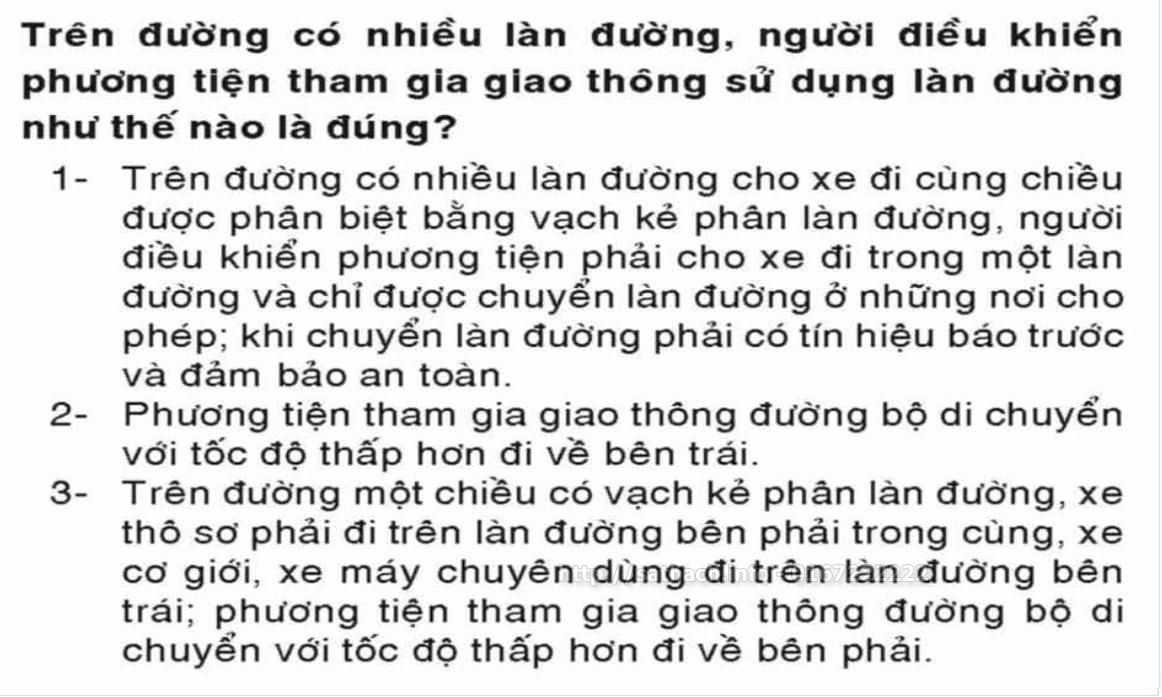 Trên đường có nhiều làn đường, người điều khiển
phương tiện tham gia giao thông sử dụng làn đường
như thế nào là đúng?
1- Trên đường có nhiều làn đường cho xe đi cùng chiều
được phân biệt bằng vạch kẻ phân làn đường, người
điều khiển phương tiện phải cho xe đi trong một làn
đường và chỉ được chuyển làn đường ở những nơi cho
phép; khi chuyển làn đường phải có tín hiệu báo trước
và đảm bảo an toàn.
2- Phương tiện tham gia giao thông đường bộ di chuyển
với tốc độ thấp hơn đi về bên trái.
3- Trên đường một chiều có vạch kẻ phân làn đường, xe
thô sơ phải đi trên làn đường bên phải trong cùng, xe
cơ giới, xe máy chuyên dùng đi trên làn đường bên
trái; phương tiện tham gia giao thông đường bộ di
chuyển với tốc độ thấp hơn đi về bên phải.